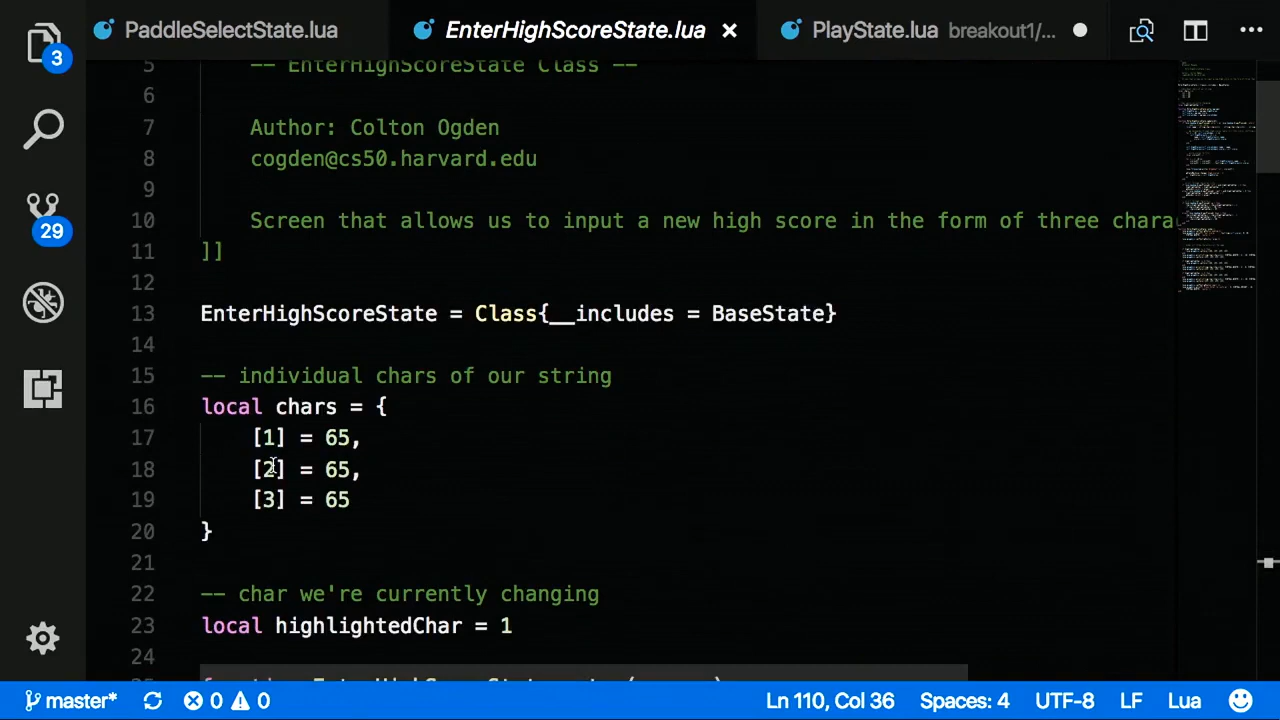 PaddleSelectState.lua
EnterHighScoreState.lua
PlayState.lua breakout1/...
3
29
5 -- EnterHighScoreState Class --
6
7 Author: Colton Ogden
8 cogden@cs50.harvard.edu
9
10 Screen that allows us to input a new high score in the form of three chara
11 ]]
12
13 EnterHighScoreState = Class{__includes = BaseState}
14
15 -- individual chars of our string
16 local chars = {
17 [1] = 65,
18 [2] = 65,
19 [3] = 65
20 }
21
22 -- char we're currently changing
23 local highlightedChar = 1
24
master* 0 0 Ln 110, Col 36 Spaces: 4 UTF-8 LF Lua